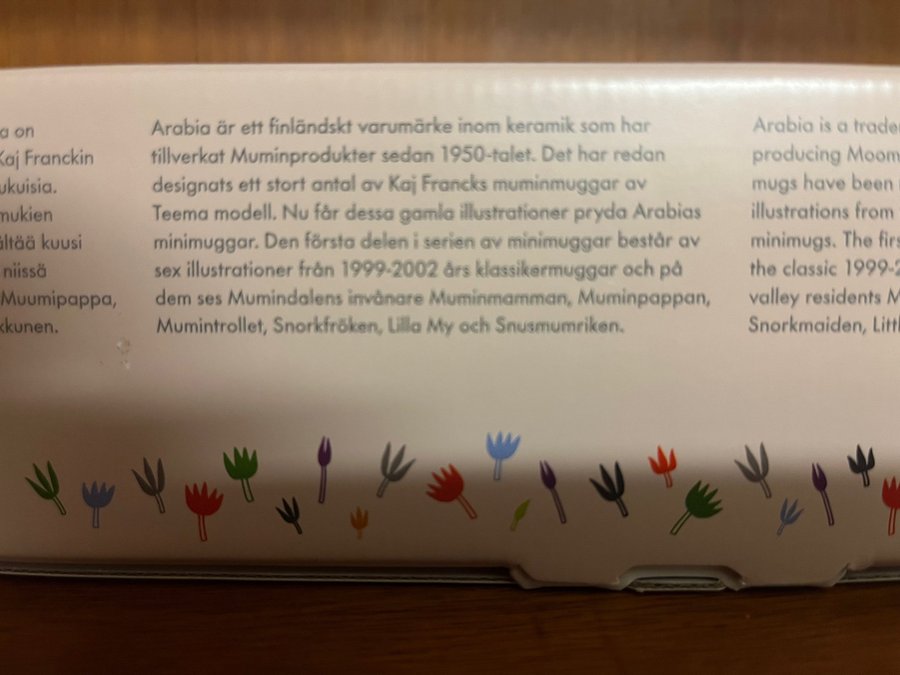 a on
Kaj Franckin
ukuisia.
mukien
ältää kuusi
niissä
Muumipappa,
kkunen.
Arabia är ett finländskt varumärke inom keramik som har
tillverkat Muminprodukter sedan 1950-talet. Det har redan
designats ett stort antal av Kaj Francks muminmuggar av
Teema modell. Nu får dessa gamla illustrationer pryda Arabias
minimuggar. Den första delen i serien av minimuggar består av
sex illustrationer från 1999-2002 års klassikermuggar och på
dem ses Mumindalens invånare Muminmamman, Muminpappan,
Mumintrollet, Snorkfröken, Lilla My och Snusmumriken.
Arabia is a trade
producing Moom
mugs have been
illustrations from
minimugs. The firs
the classic 1999-2
valley residents M
Snorkmaiden, Littl